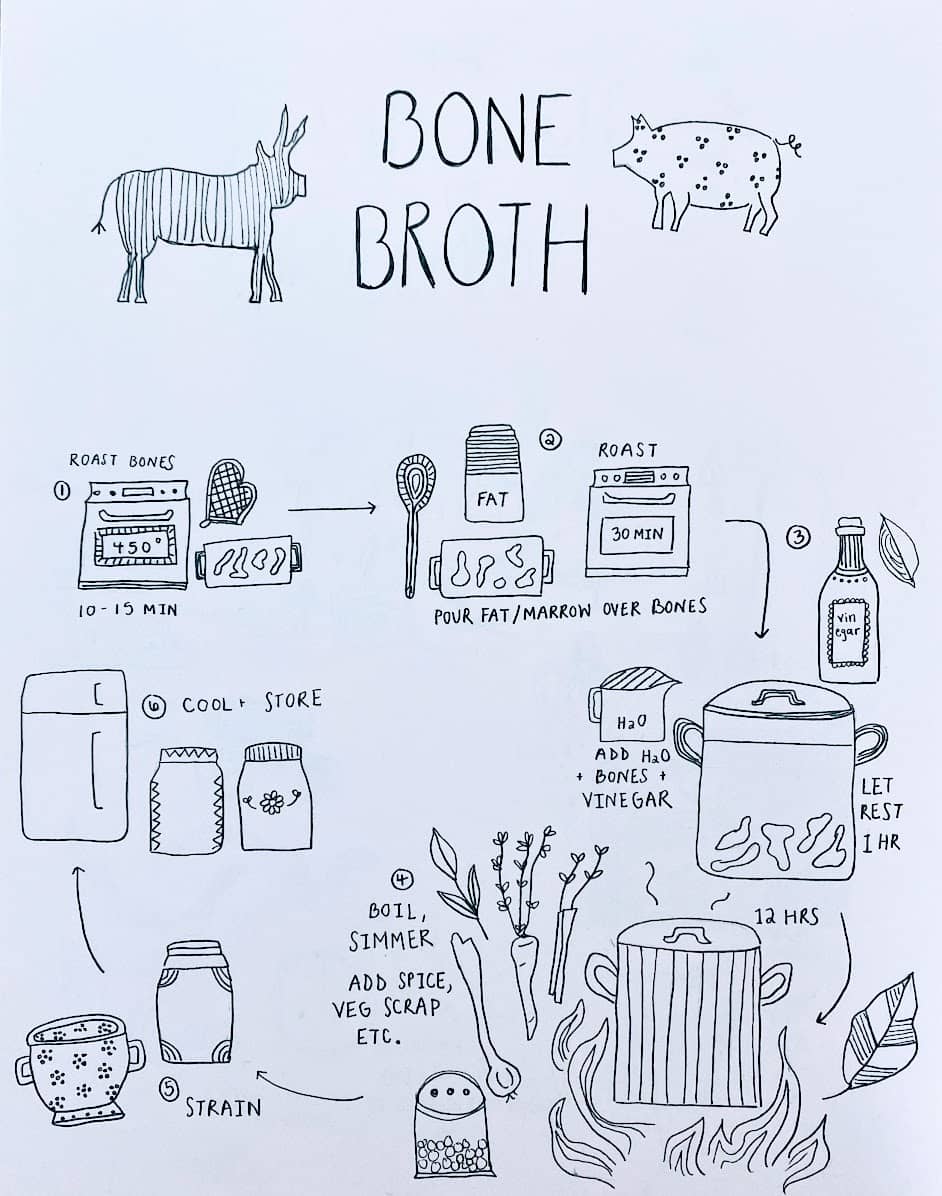 BONE
BROTH
ROAST BONES
①
450°
10-15 MIN
②
FAT
ROAST
30 MIN
POUR FAT/MARROW OVER BONES
③
vin
egar
H2O
ADD H2O
+ BONES +
VINEGAR
LET
REST
1 HR
④
BOIL,
SIMMER
ADD SPICE,
VEG SCRAP
ETC.
12 HRS
⑤
STRAIN
⑥ COOL + STORE